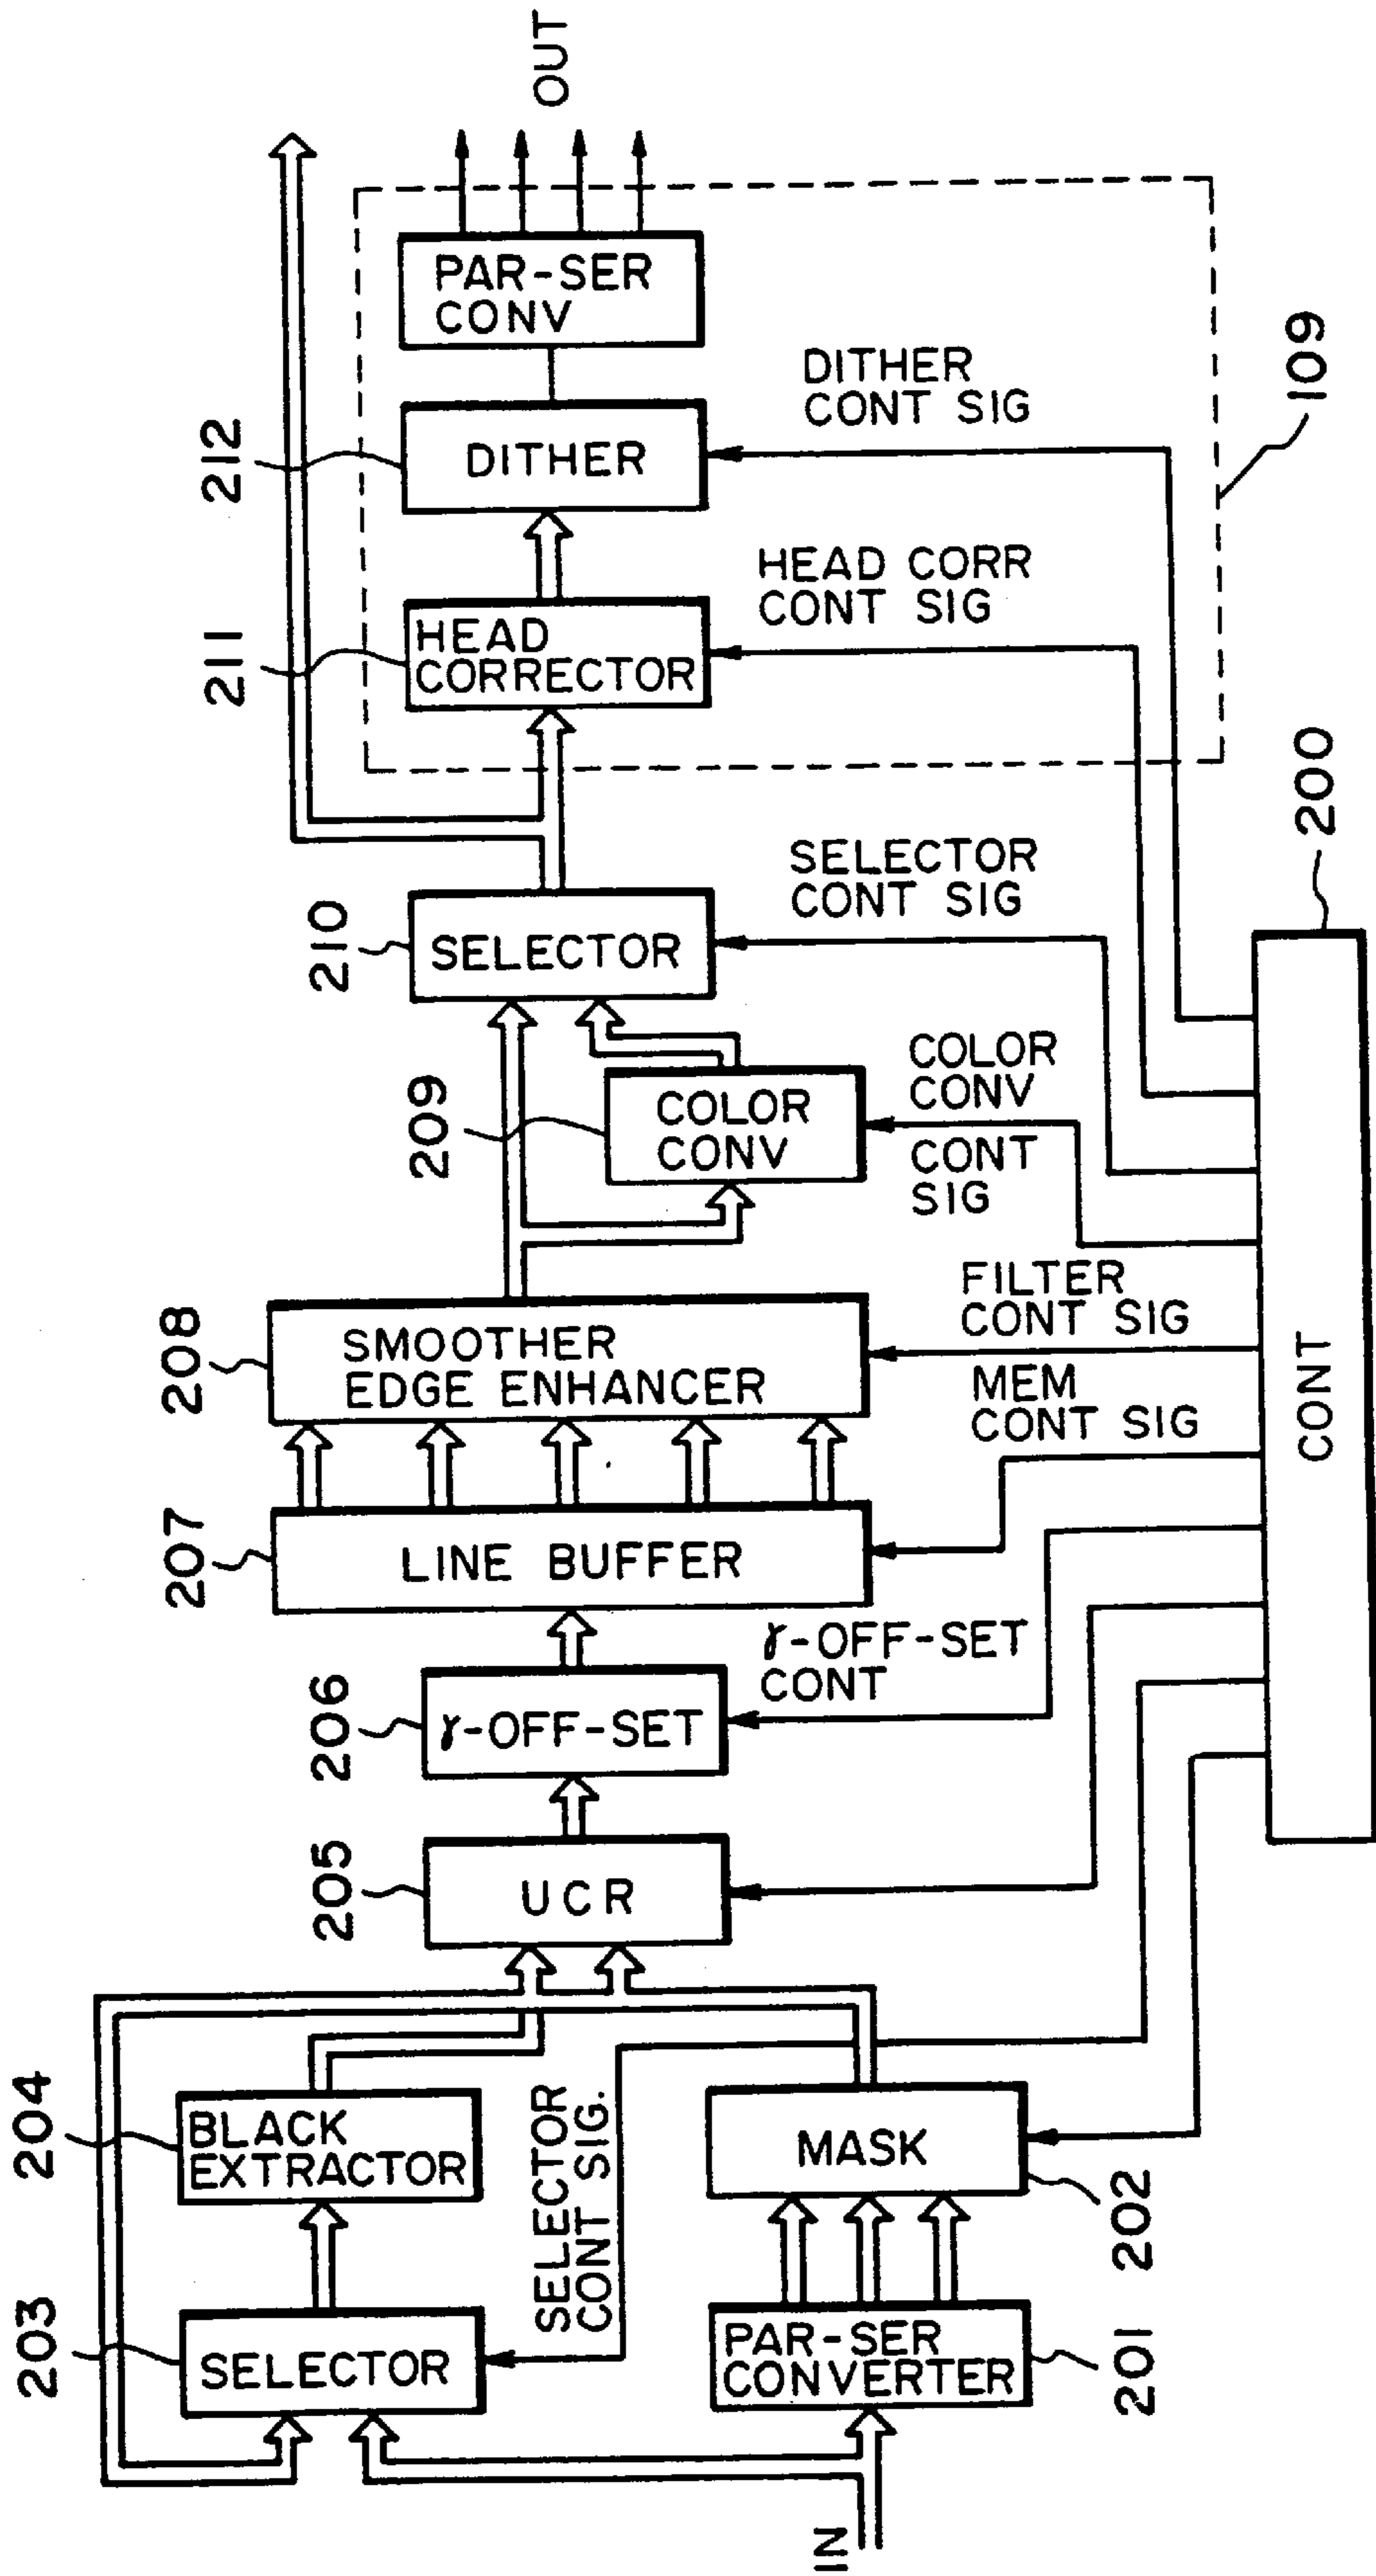 IN
203
SELECTOR
204
BLACK
EXTRACTOR
SELECTOR
CONT SIG.
PAR-SER
CONVERTER
201
MASK
202
205
UCR
206
γ-OFF-SET
γ-OFF-SET
CONT
207
LINE BUFFER
MEM
CONT SIG
208
SMOOTHER
EDGE ENHANCER
FILTER
CONT SIG
209
COLOR
CONV
COLOR
CONV
CONT
SIG
210
SELECTOR
SELECTOR
CONT SIG
211
HEAD
CORRECTOR
HEAD CORR
CONT SIG
212
DITHER
DITHER
CONT SIG
PAR-SER
CONV
OUT
109
200
CONT